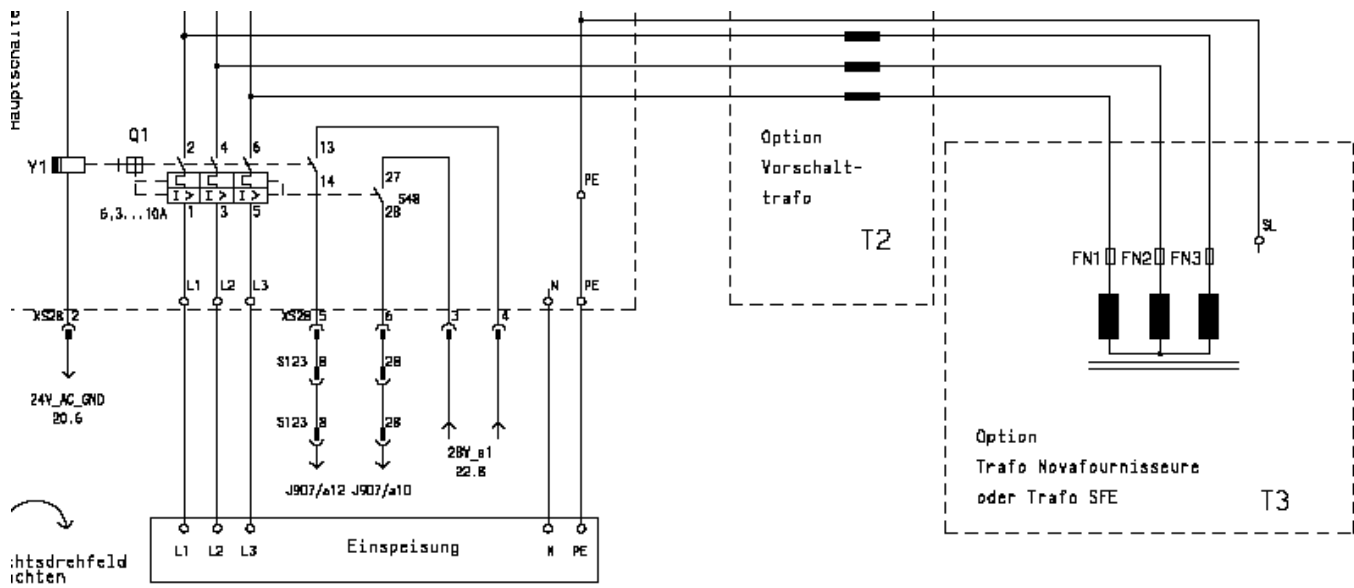 Hauptschalte
Q1
2 4 6 13
Y1
14 27 PE
I > I > I > S48
6,3...10A 1 3 5 28
Option
Vorschalt-
trafo
T2
SL
FN1 FN2 FN3
L1 L2 L3 N PE
XS28 2 XS28 5 6 3 4
S123 8 28
24V_AC_GND
20.6
S123 8 28
28V_a1
22.8
J907/a12 J907/a10
Option
Trafo Novafournisseure
oder Trafo SFE
T3
Einspeisung
L1 L2 L3 N PE
chtsdrehfeld
achten